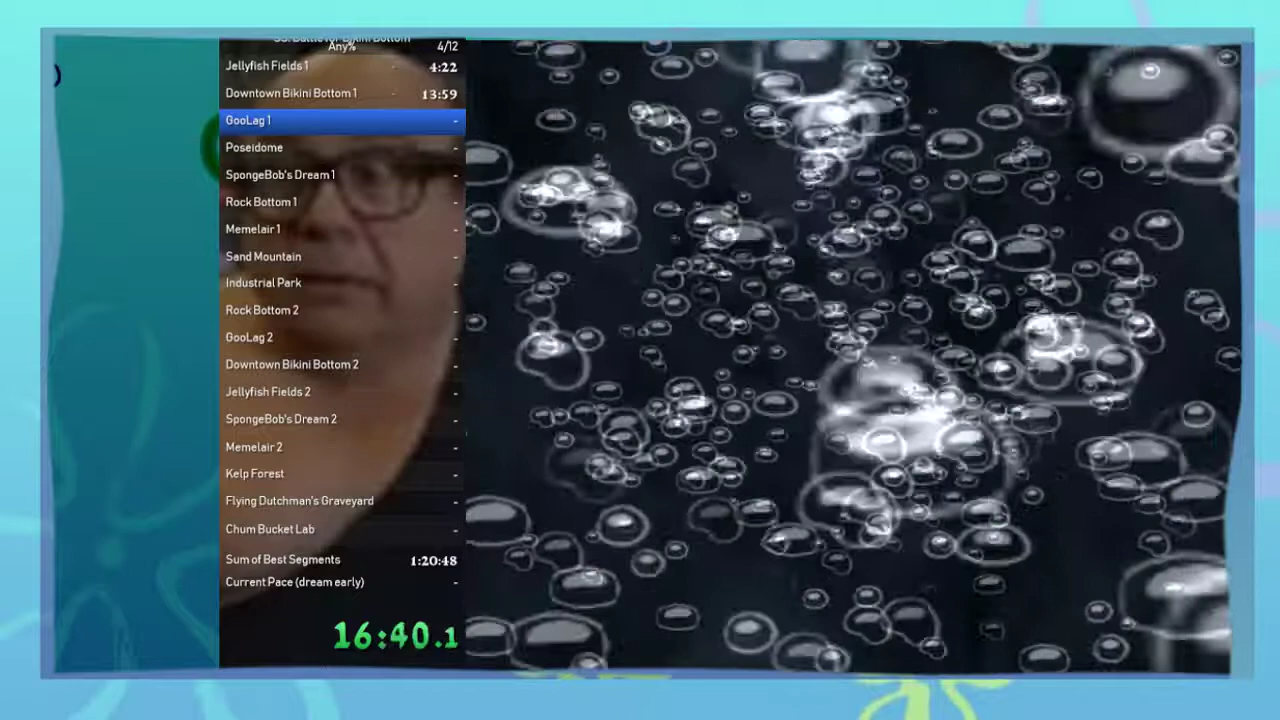 Any%
4/12
Jellyfish Fields 1 - 4:22
Downtown Bikini Bottom 1 - 13:59
GooLag 1 -
Poseidome -
SpongeBob's Dream 1 -
Rock Bottom 1 -
Memelair 1 -
Sand Mountain -
Industrial Park -
Rock Bottom 2 -
GooLag 2 -
Downtown Bikini Bottom 2 -
Jellyfish Fields 2 -
SpongeBob's Dream 2 -
Memelair 2 -
Kelp Forest -
Flying Dutchman's Graveyard -
Chum Bucket Lab -
Sum of Best Segments 1:20:48
Current Pace (dream early) -
16:40.1